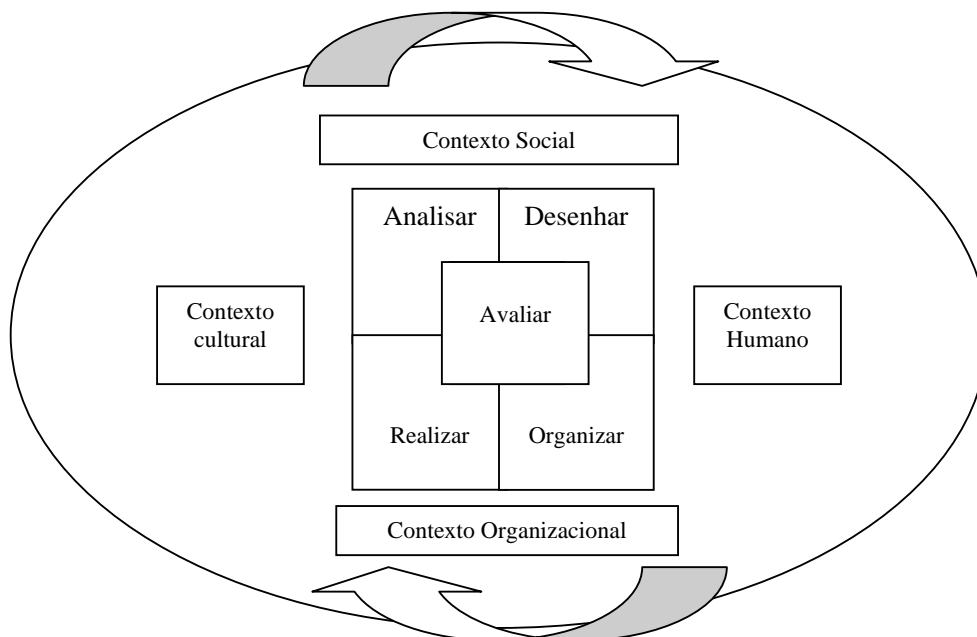 Contexto Social
Analisar
Desenhar
Contexto
cultural
Avaliar
Contexto
Humano
Realizar
Organizar
Contexto Organizacional